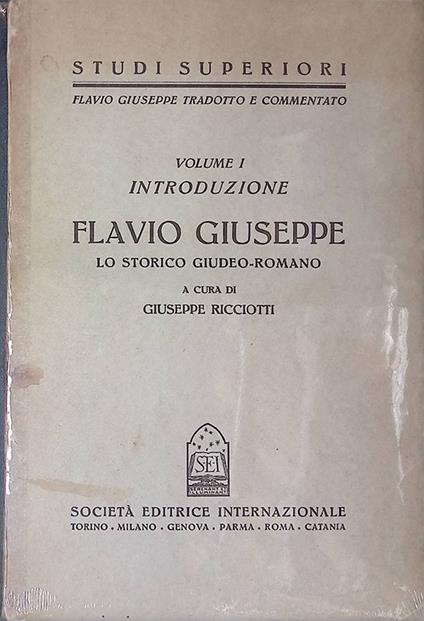 STUDI SUPERIORI
FLAVIO GIUSEPPE TRADOTTO E COMMENTATO
VOLUME I
INTRODUZIONE
FLAVIO GIUSEPPE
LO STORICO GIUDEO-ROMANO
A CURA DI
GIUSEPPE RICCIOTTI
SEI
SOCIETÀ EDITRICE INTERNAZIONALE
TORINO • MILANO • GENOVA • PARMA • ROMA • CATANIA